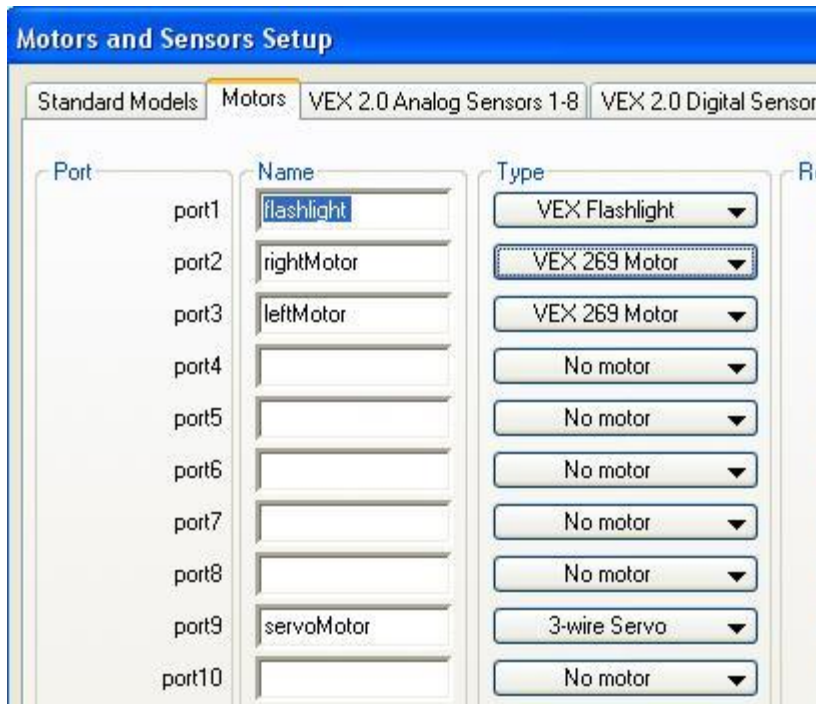 Motors and Sensors Setup
Standard Models Motors VEX 2.0 Analog Sensors 1-8 VEX 2.0 Digital Sensor
Port Name Type R
port1 flashlight VEX Flashlight
port2 rightMotor VEX 269 Motor
port3 leftMotor VEX 269 Motor
port4 No motor
port5 No motor
port6 No motor
port7 No motor
port8 No motor
port9 servoMotor 3-wire Servo
port10 No motor